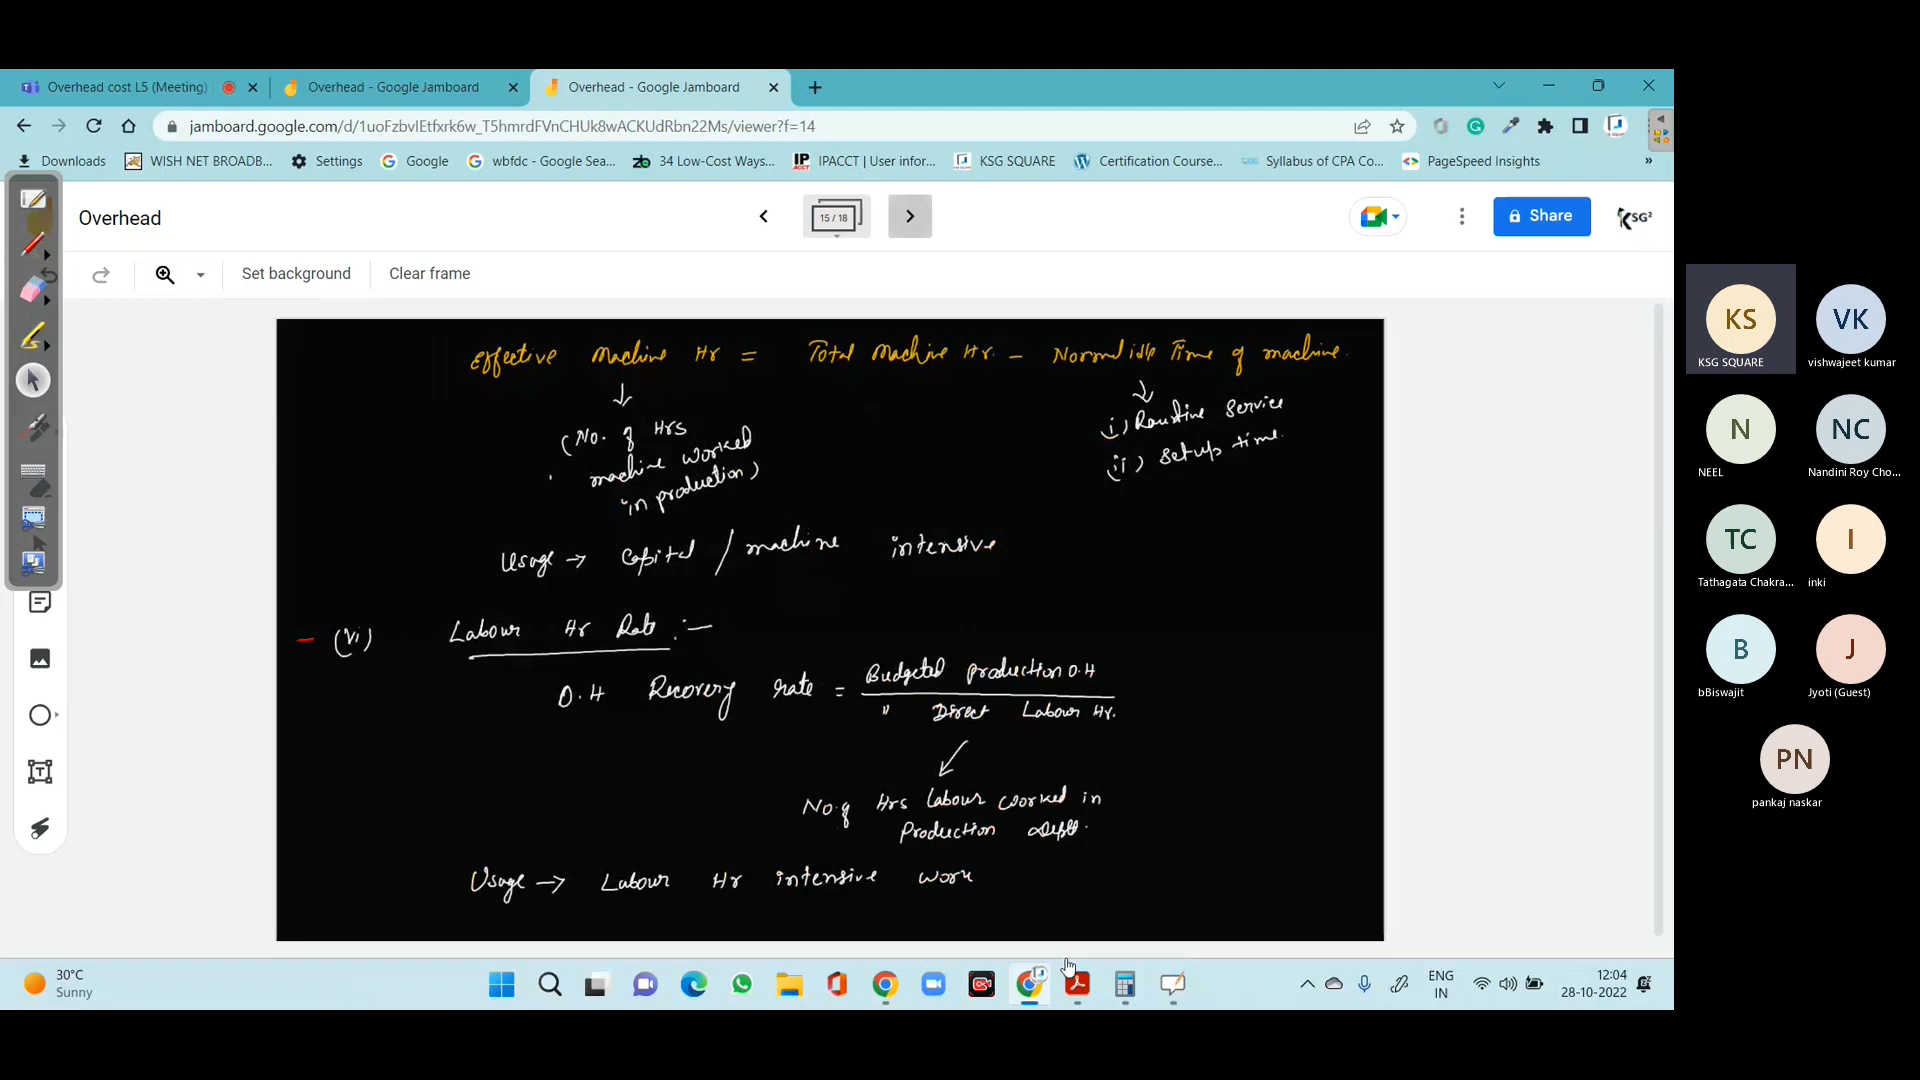 Overhead cost L5 (Meeting)
Overhead - Google Jamboard
Overhead - Google Jamboard
jamboard.google.com/d/1uoFzbvIEtfxrk6w_T5hmrdFVnCHUk8wACKUdRbn22Ms/viewer?f=14
Downloads
WISH NET BROADB...
Settings
Google
wbfdc - Google Sea...
34 Low-Cost Ways...
IPACCT | User infor...
KSG SQUARE
Certification Course...
Syllabus of CPA Co...
PageSpeed Insights
»
Overhead
15 / 18
Share
KSG²
Set background
Clear frame
Effective Machine Hr = Total Machine Hr. - Normal idle Time of machine.
(No. of Hrs
machine worked
in production)
(i) Routine Service
(ii) Setup time.
Usage → Capital / machine intensive
(vi) Labour Hr Rate :-
O.H Recovery rate = Budgeted production O.H
" Direct Labour Hr.
No. of Hrs Labour worked in
Production Deptt.
Usage → Labour Hr intensive work
KS
KSG SQUARE
VK
vishwajeet kumar
N
NEEL
NC
Nandini Roy Cho...
TC
Tathagata Chakra...
I
inki
B
bBiswajit
J
Jyoti (Guest)
PN
pankaj naskar
30°C
Sunny
ENG
IN
12:04
28-10-2022